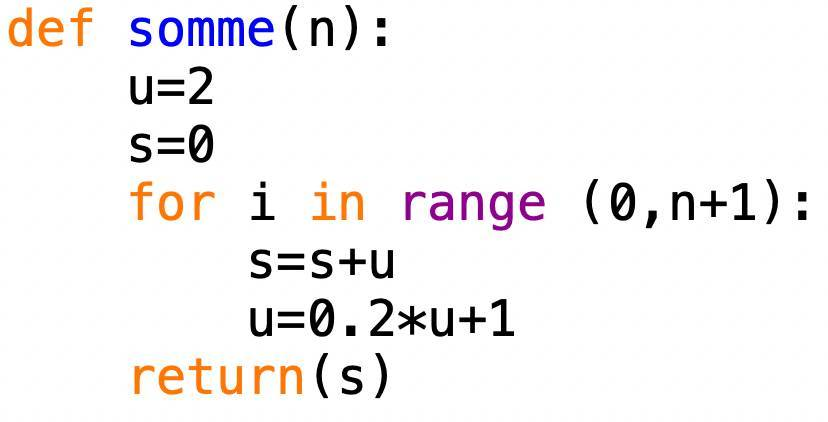 def somme(n):
    u=2
    s=0
    for i in range (0,n+1):
        s=s+u
        u=0.2*u+1
    return(s)